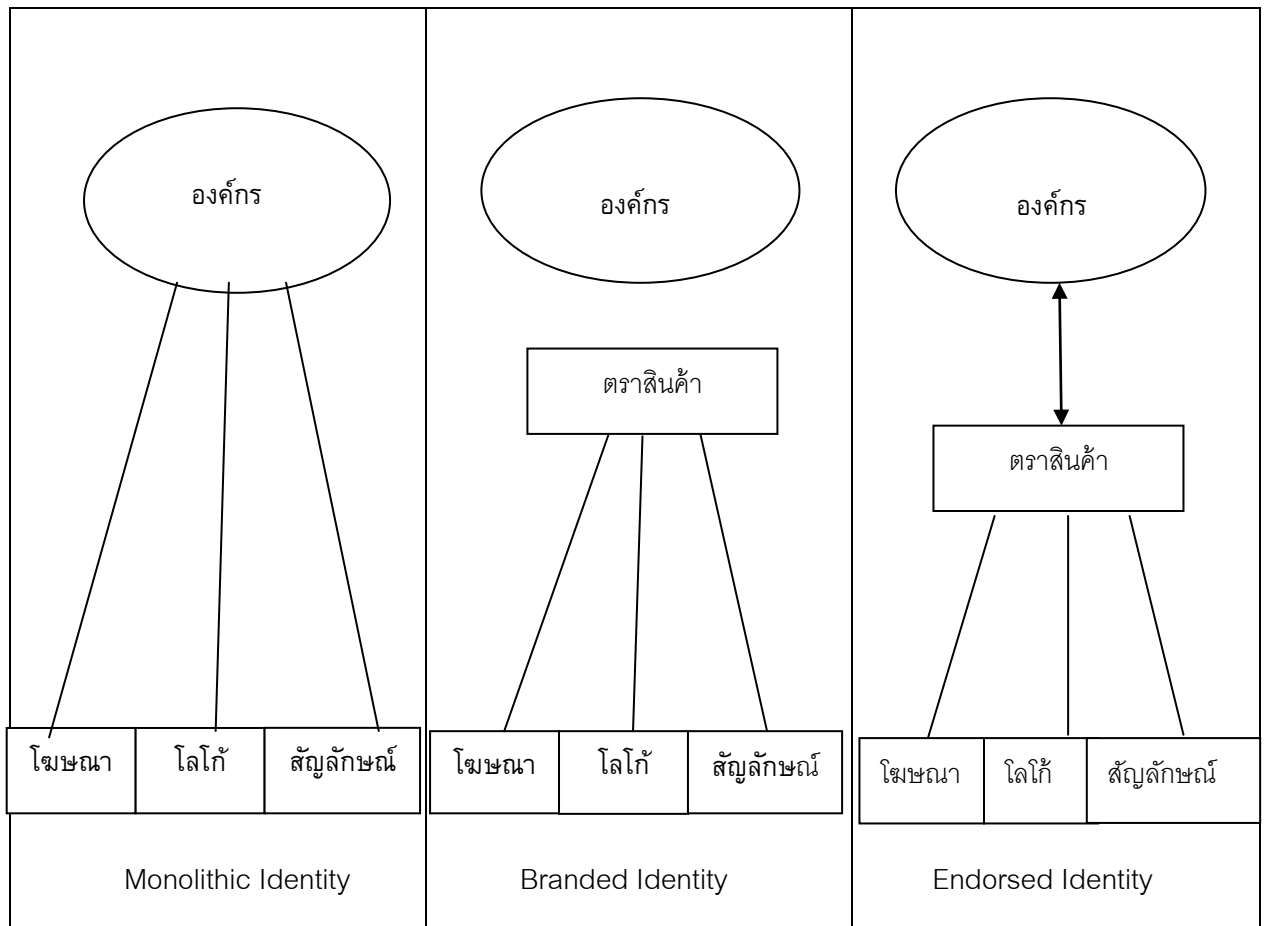 องค์กร
โฆษณา
โลโก้
สัญลักษณ์
Monolithic Identity
องค์กร
ตราสินค้า
โฆษณา
โลโก้
สัญลักษณ์
Branded Identity
องค์กร
ตราสินค้า
โฆษณา
โลโก้
สัญลักษณ์
Endorsed Identity